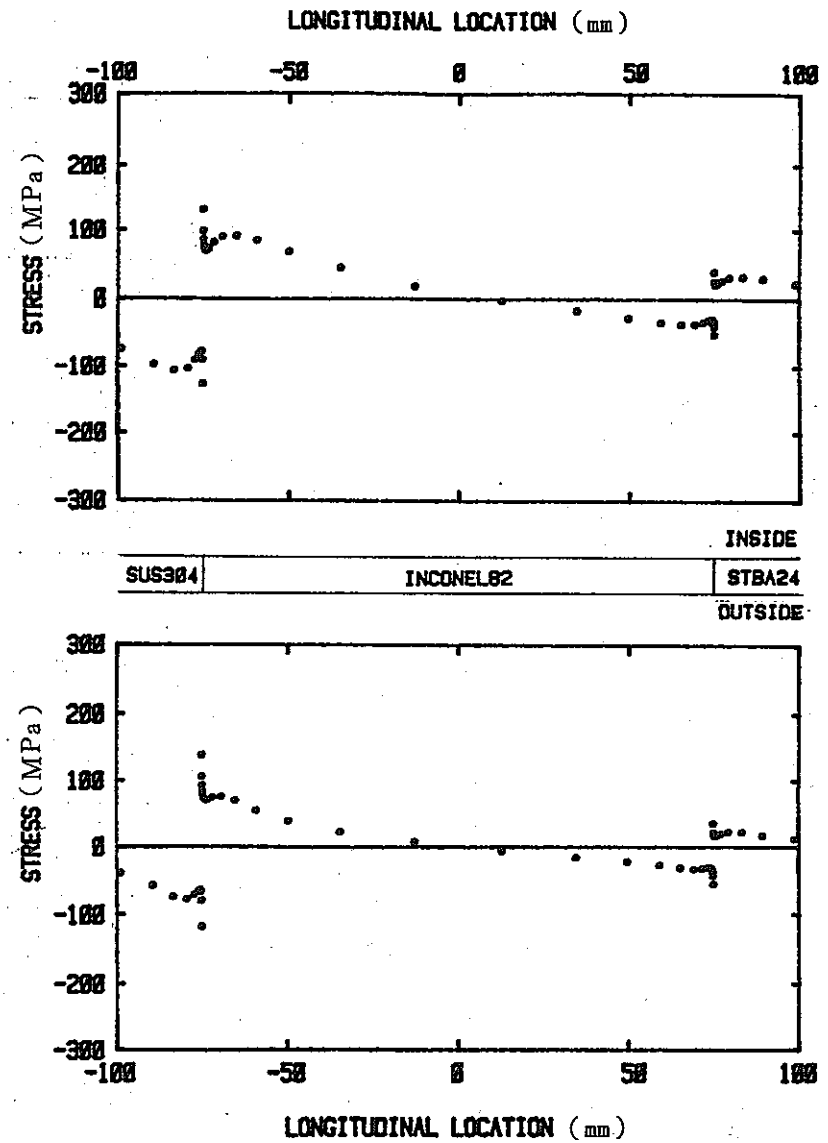 LONGITUDINAL LOCATION (mm)
-100 -50 0 50 100
300
200
100
0
-100
-200
-300
STRESS (MPa)
INSIDE
SUS304 INCONEL82 STBA24
OUTSIDE
300
200
100
0
-100
-200
-300
STRESS (MPa)
-100 -50 0 50 100
LONGITUDINAL LOCATION (mm)